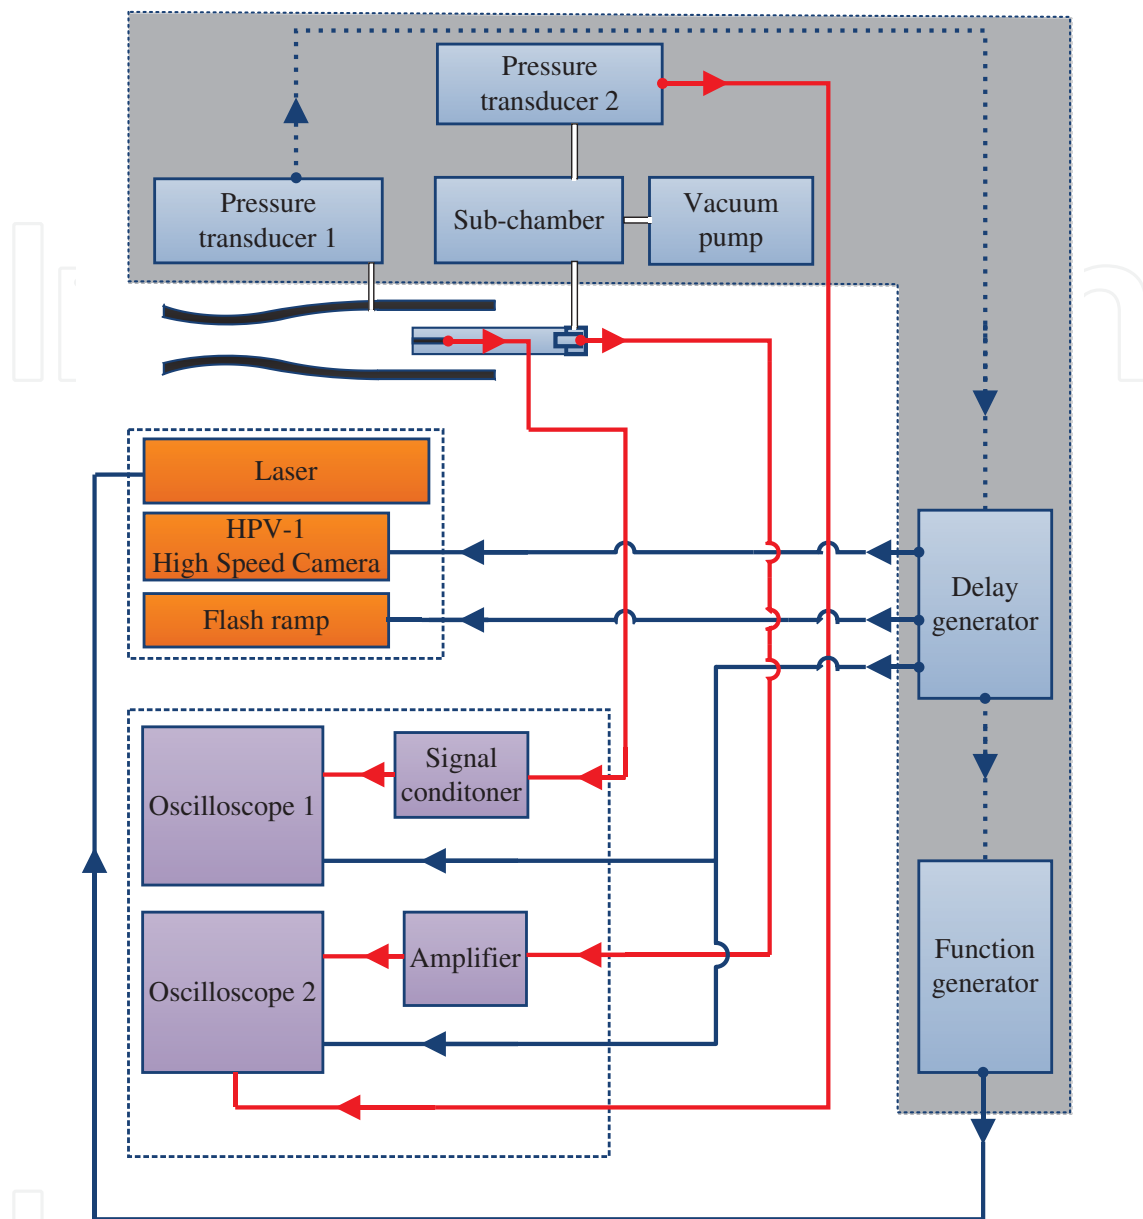 Pressure
transducer 2
Pressure
transducer 1
Sub-chamber
Vacuum
pump
Laser
HPV-1
High Speed Camera
Flash ramp
Delay
generator
Signal
conditoner
Oscilloscope 1
Amplifier
Oscilloscope 2
Function
generator